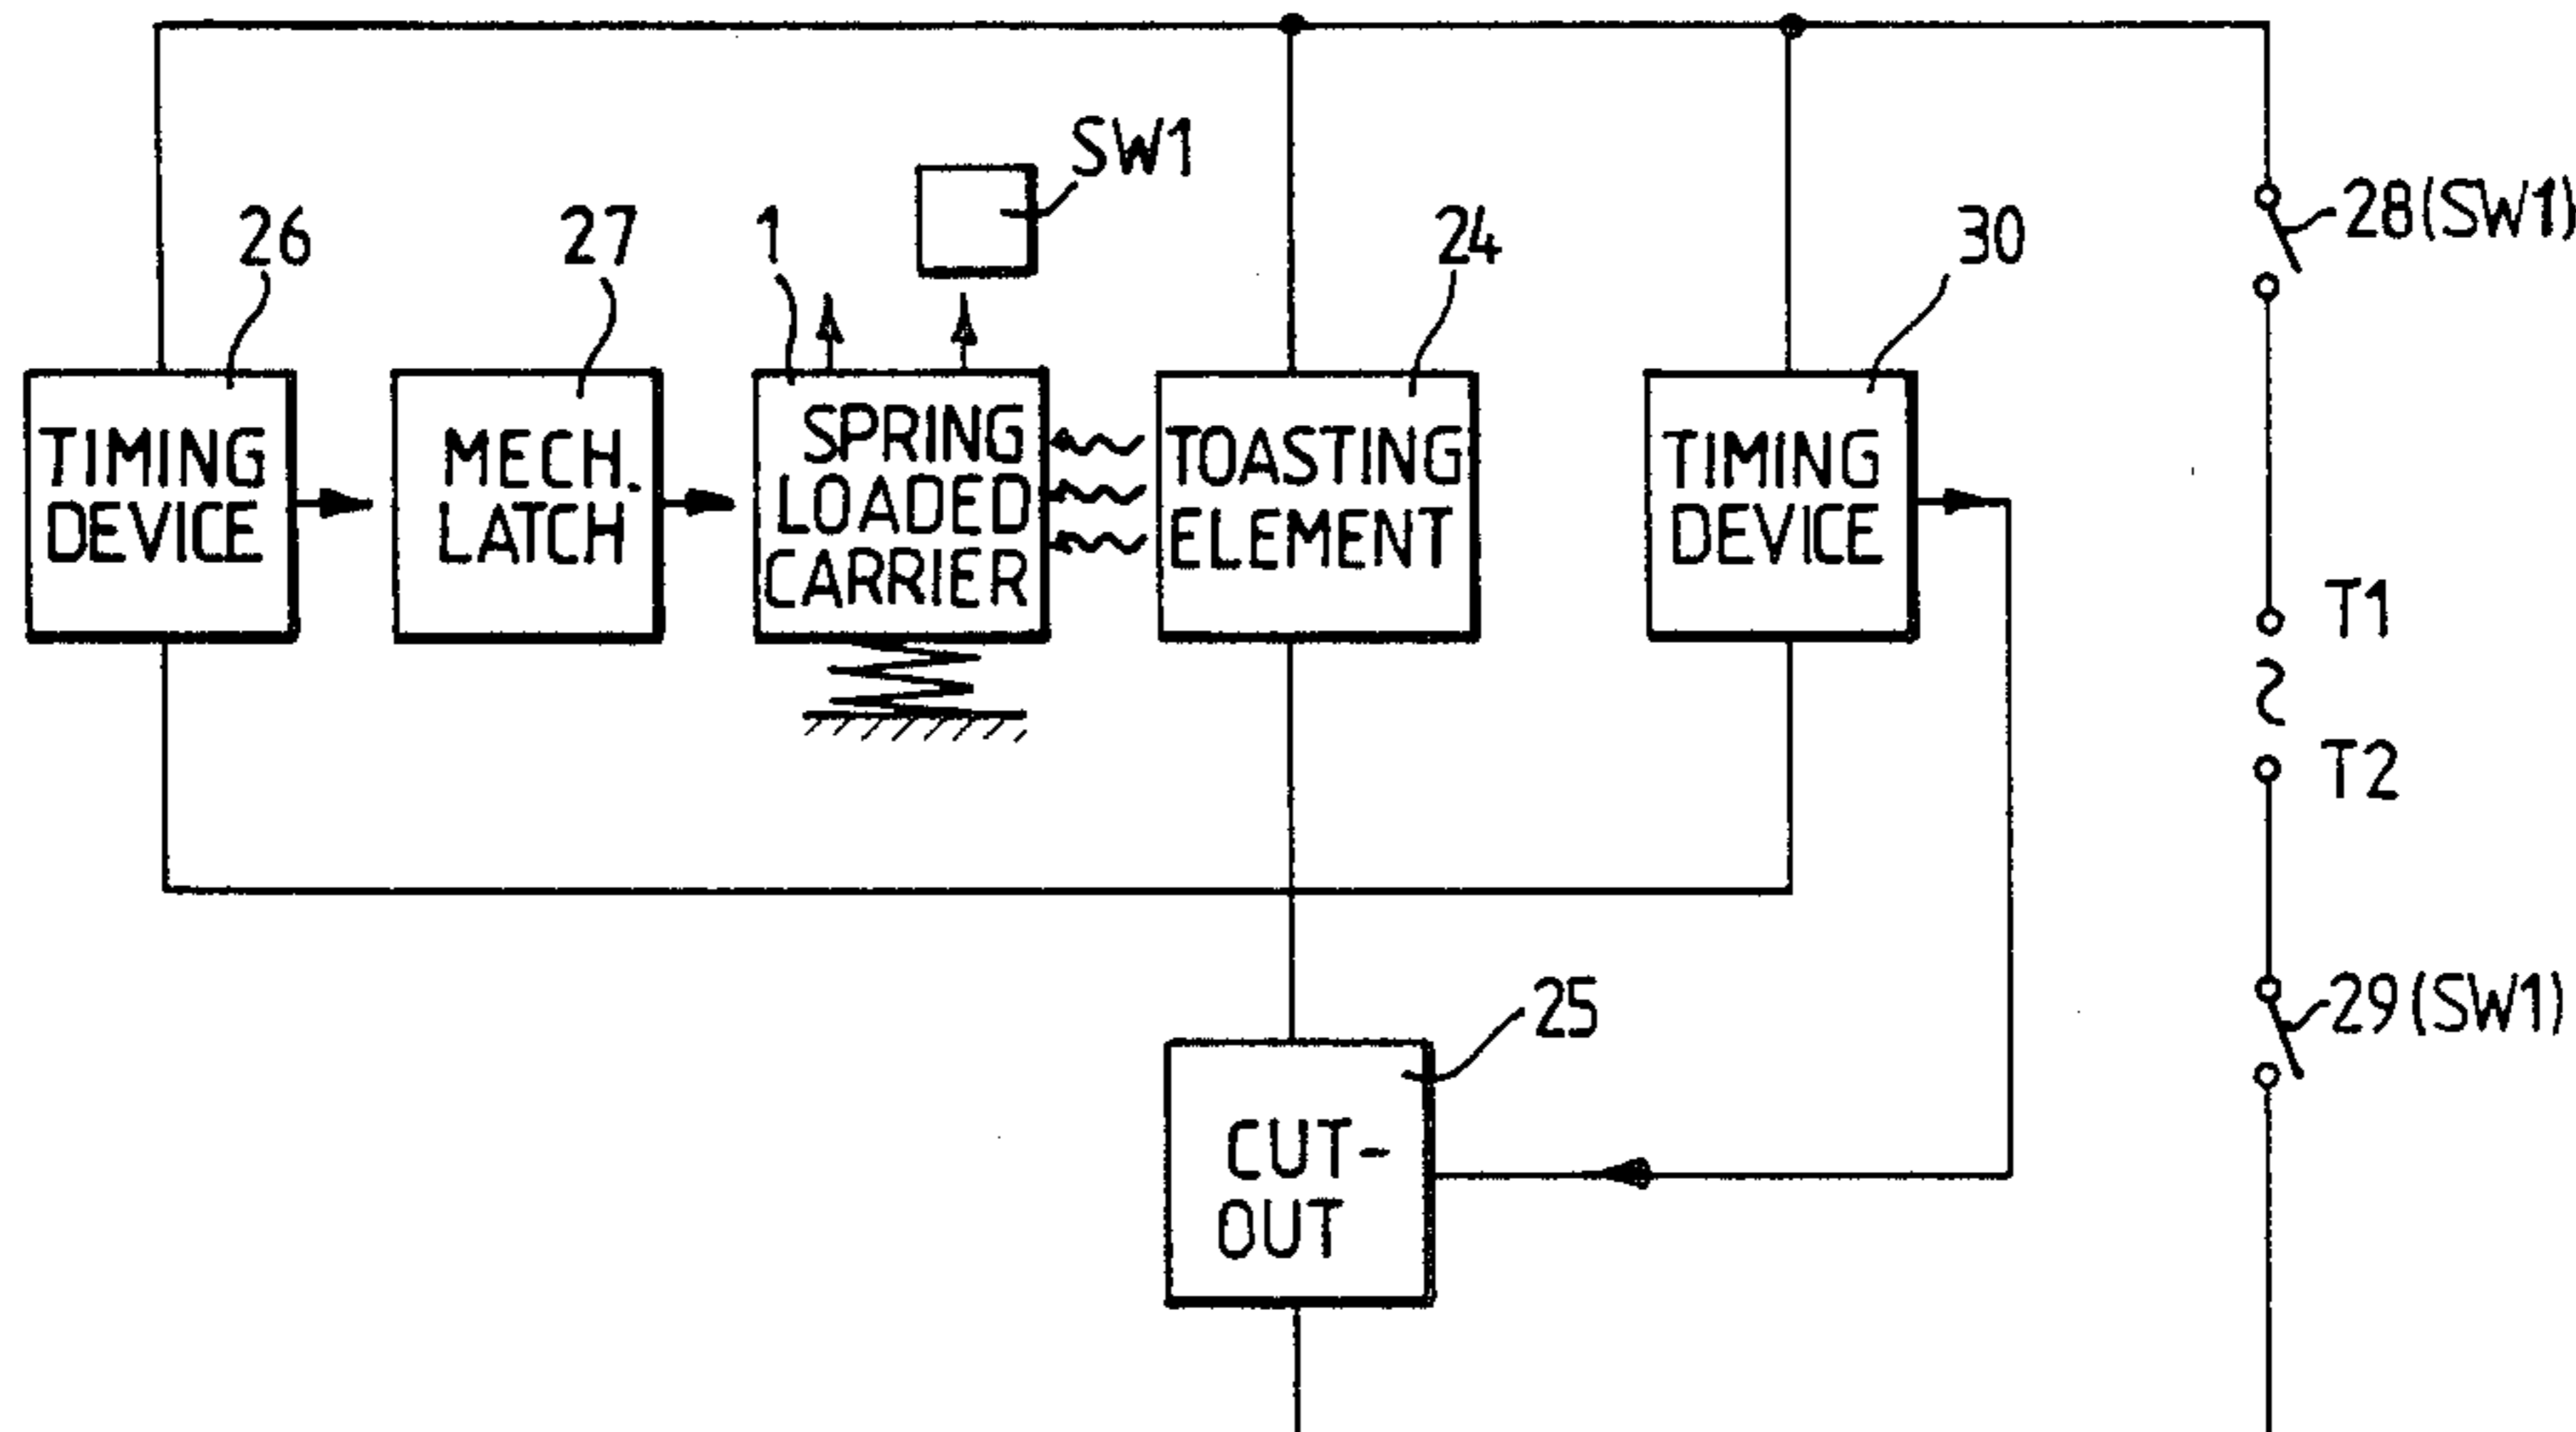 SW1
28(SW1)
26
27
1
24
30
TIMING
DEVICE
MECH.
LATCH
SPRING
LOADED
CARRIER
TOASTING
ELEMENT
TIMING
DEVICE
T1
T2
25
29(SW1)
CUT-
OUT